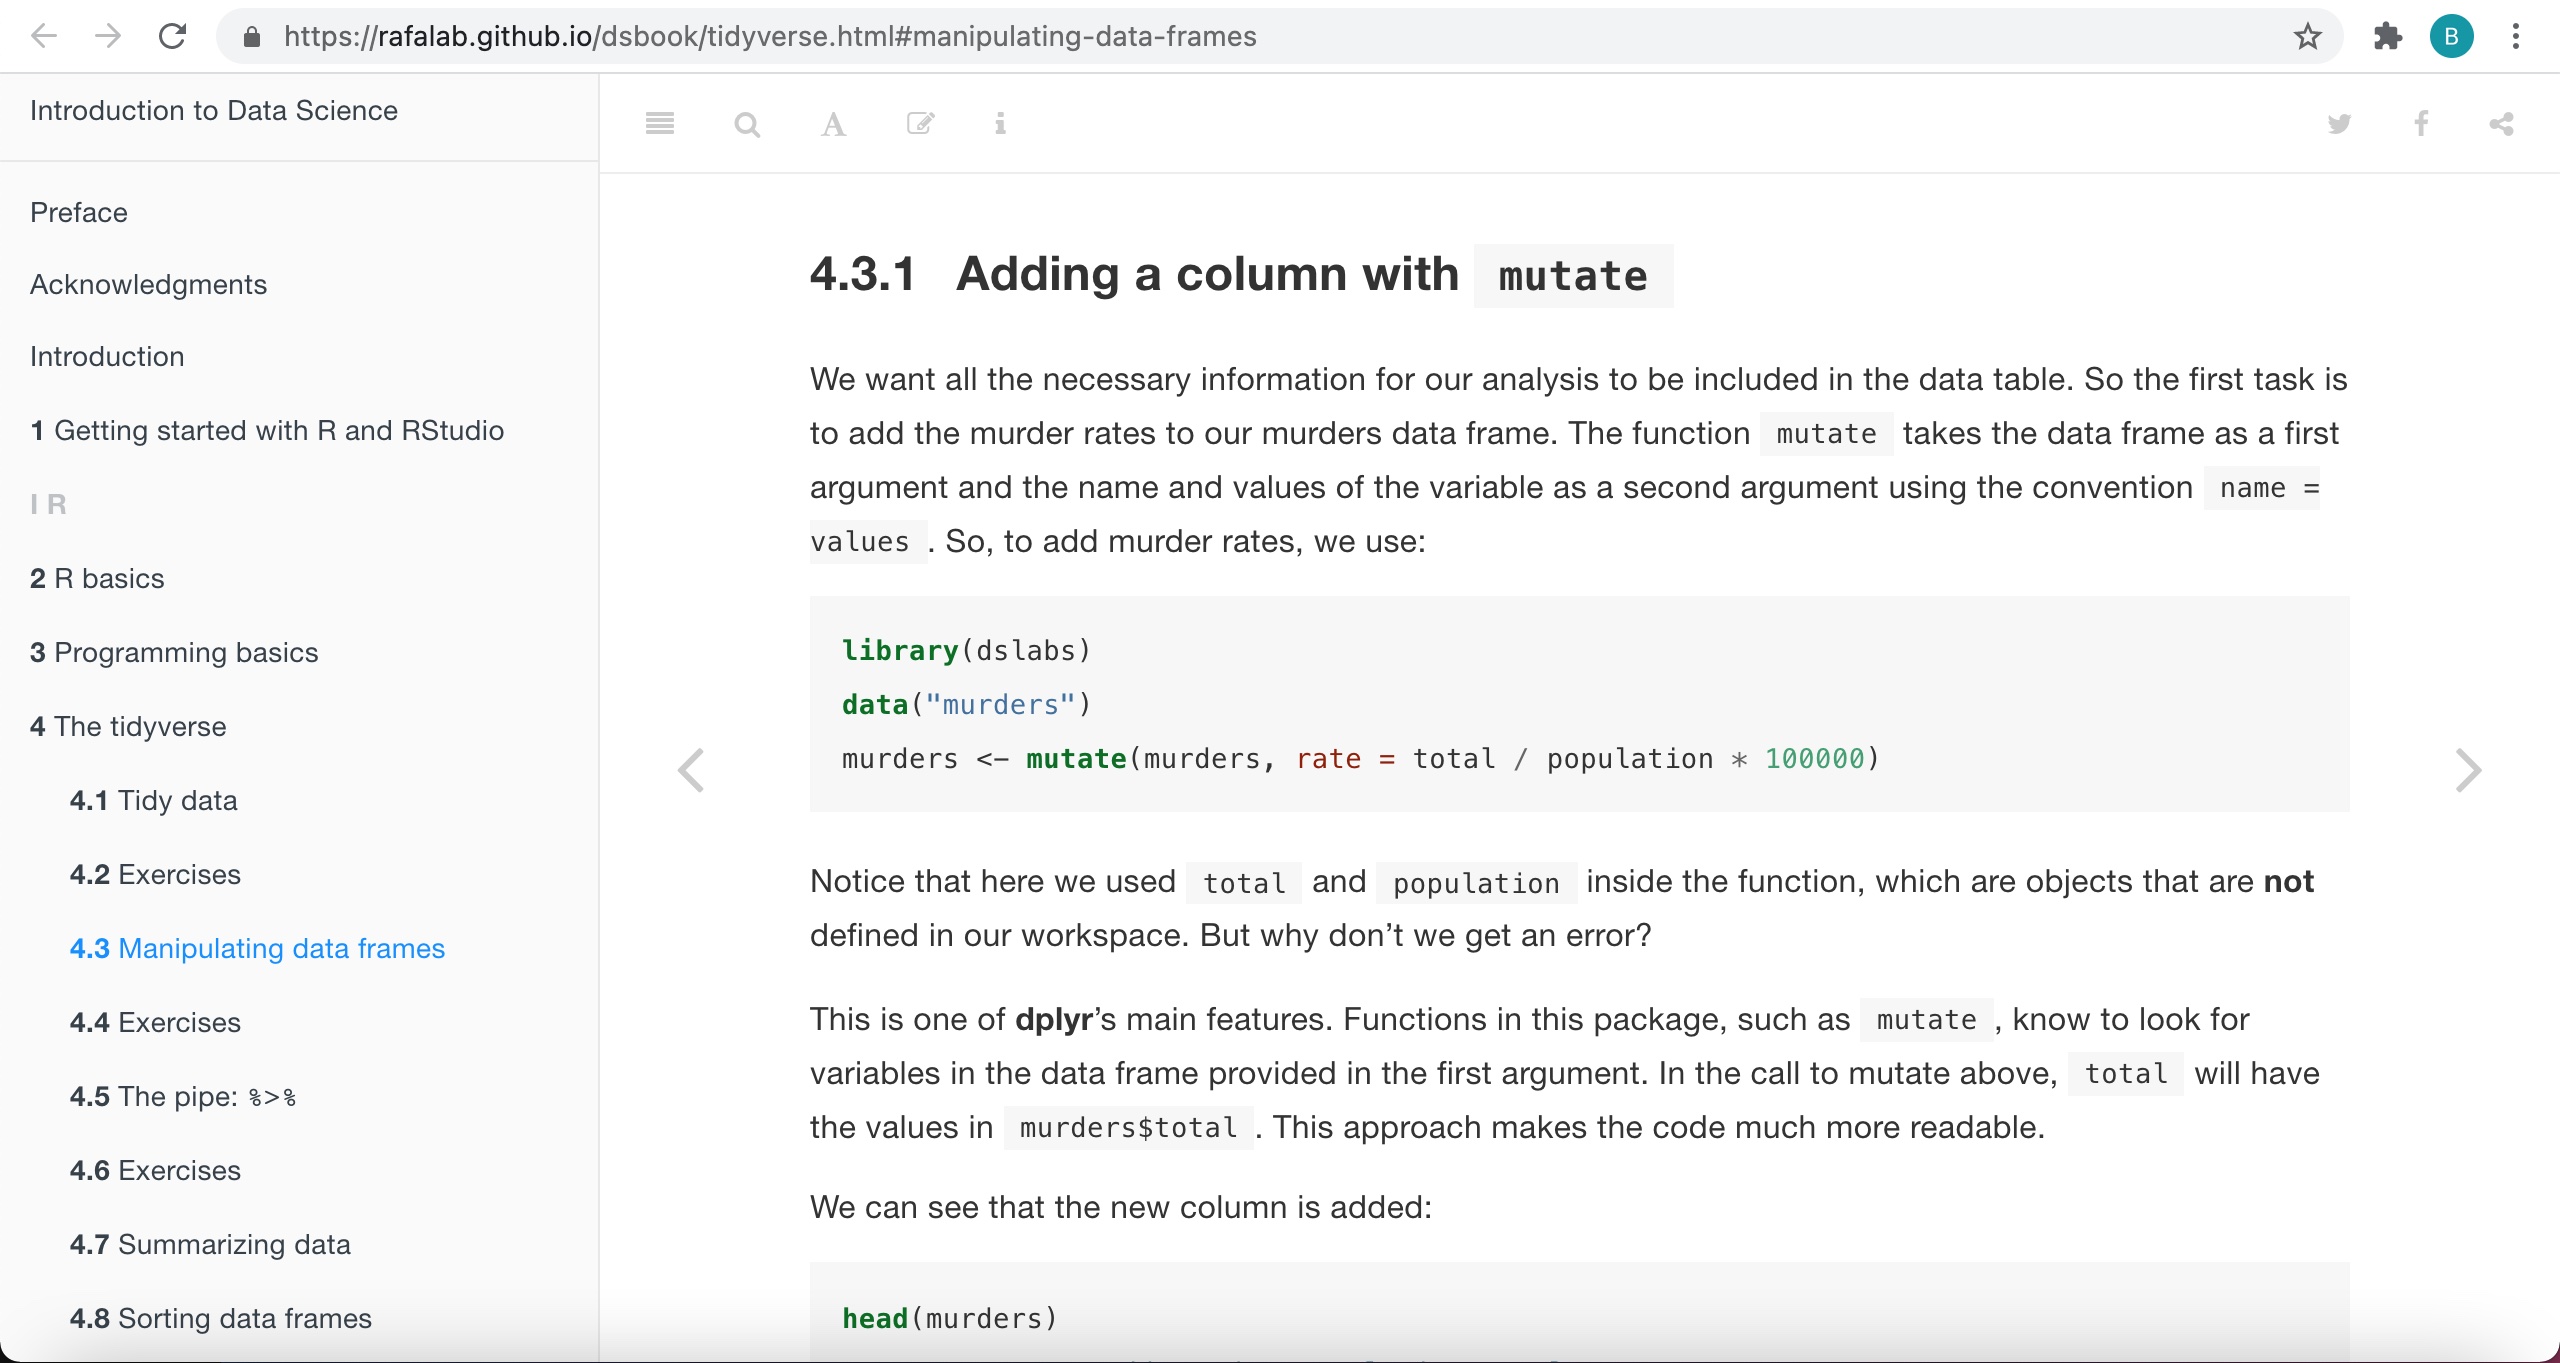 https://rafalab.github.io/dsbook/tidyverse.html#manipulating-data-frames
B
Introduction to Data Science
Preface
Acknowledgments
Introduction
1 Getting started with R and RStudio
I R
2 R basics
3 Programming basics
4 The tidyverse
4.1 Tidy data
4.2 Exercises
4.3 Manipulating data frames
4.4 Exercises
4.5 The pipe: %>%
4.6 Exercises
4.7 Summarizing data
4.8 Sorting data frames
4.3.1 Adding a column with mutate
We want all the necessary information for our analysis to be included in the data table. So the first task is
to add the murder rates to our murders data frame. The function mutate takes the data frame as a first
argument and the name and values of the variable as a second argument using the convention name =
values . So, to add murder rates, we use:
library(dslabs)
data("murders")
murders <- mutate(murders, rate = total / population * 100000)
Notice that here we used total and population inside the function, which are objects that are not
defined in our workspace. But why don’t we get an error?
This is one of dplyr’s main features. Functions in this package, such as mutate , know to look for
variables in the data frame provided in the first argument. In the call to mutate above, total will have
the values in murders$total . This approach makes the code much more readable.
We can see that the new column is added:
head(murders)